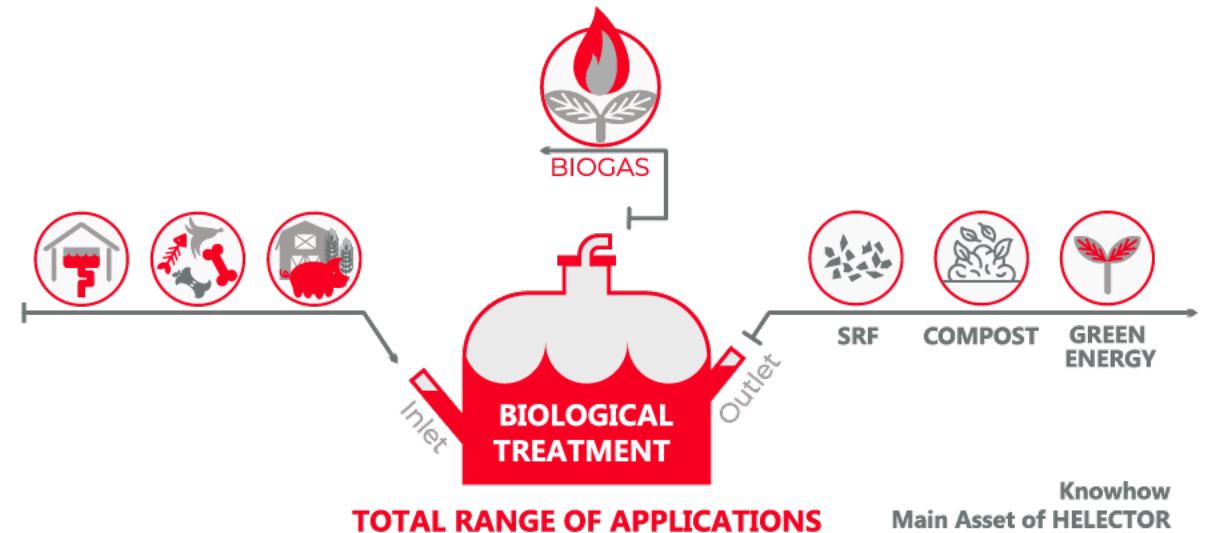 BIOGAS
SRF
COMPOST
GREEN
ENERGY
Inlet
Outlet
BIOLOGICAL
TREATMENT
TOTAL RANGE OF APPLICATIONS
Knowhow
Main Asset of HELECTOR